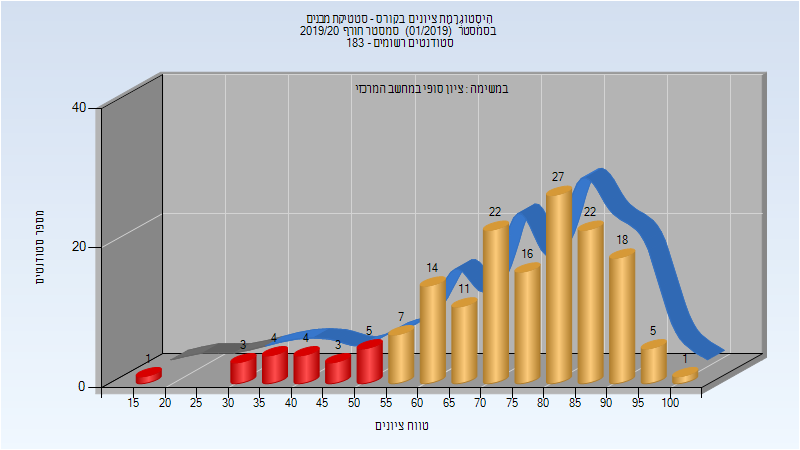 היסטוגרמת ציונים בקורס - סטטיקת מבנים
בסמסטר (01/2019) סמסטר חורף 2019/20
סטודנטים רשומים - 183
במשימה : ציון סופי במחשב המרכזי
מספר סטודנטים
40
20
0
1
3
4
4
3
5
7
14
11
22
16
27
22
18
5
1
15 20 25 30 35 40 45 50 55 60 65 70 75 80 85 90 95 100
טווח ציונים